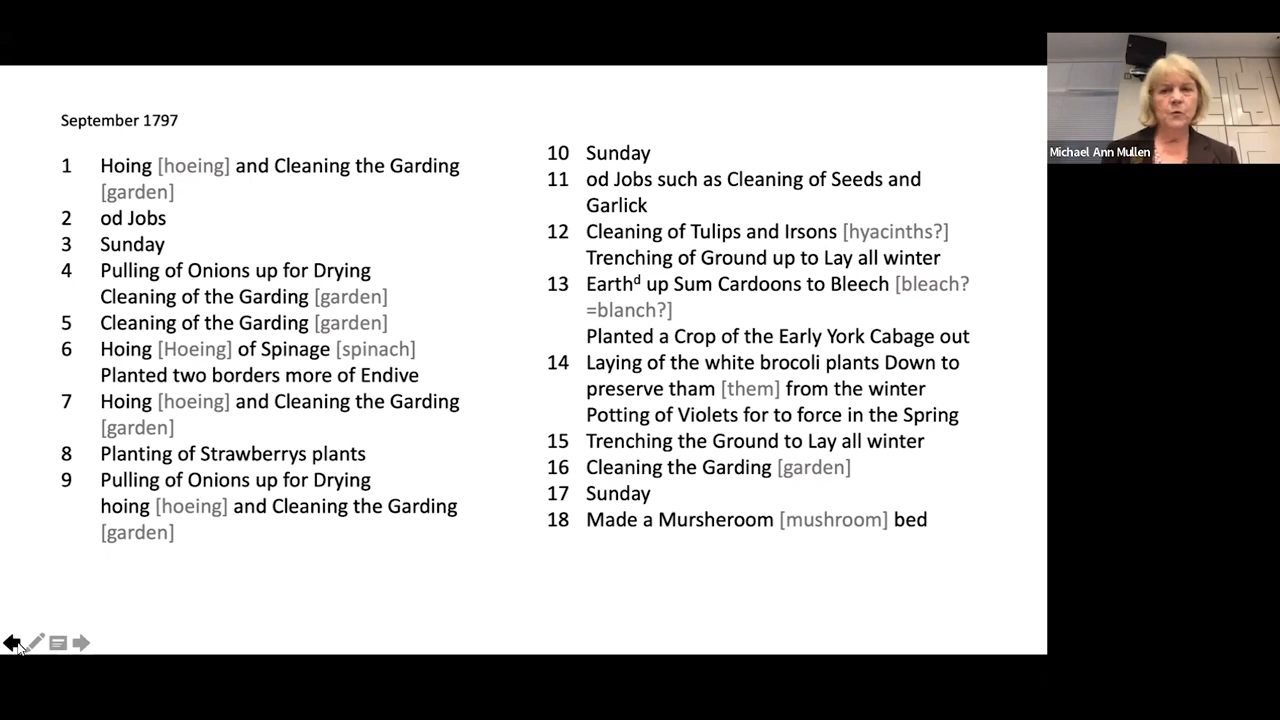 September 1797
1 Hoing [hoeing] and Cleaning the Garding
[garden]
2 od Jobs
3 Sunday
4 Pulling of Onions up for Drying
Cleaning of the Garding [garden]
5 Cleaning of the Garding [garden]
6 Hoing [Hoeing] of Spinage [spinach]
Planted two borders more of Endive
7 Hoing [hoeing] and Cleaning the Garding
[garden]
8 Planting of Strawberrys plants
9 Pulling of Onions up for Drying
hoing [hoeing] and Cleaning the Garding
[garden]
10 Sunday
11 od Jobs such as Cleaning of Seeds and
Garlick
12 Cleaning of Tulips and Irsons [hyacinths?]
Trenching of Ground up to Lay all winter
13 Earthᵈ up Sum Cardoons to Bleech [bleach?
=blanch?]
Planted a Crop of the Early York Cabage out
14 Laying of the white brocoli plants Down to
preserve tham [them] from the winter
Potting of Violets for to force in the Spring
15 Trenching the Ground to Lay all winter
16 Cleaning the Garding [garden]
17 Sunday
18 Made a Mursheroom [mushroom] bed
Michael Ann Mullen